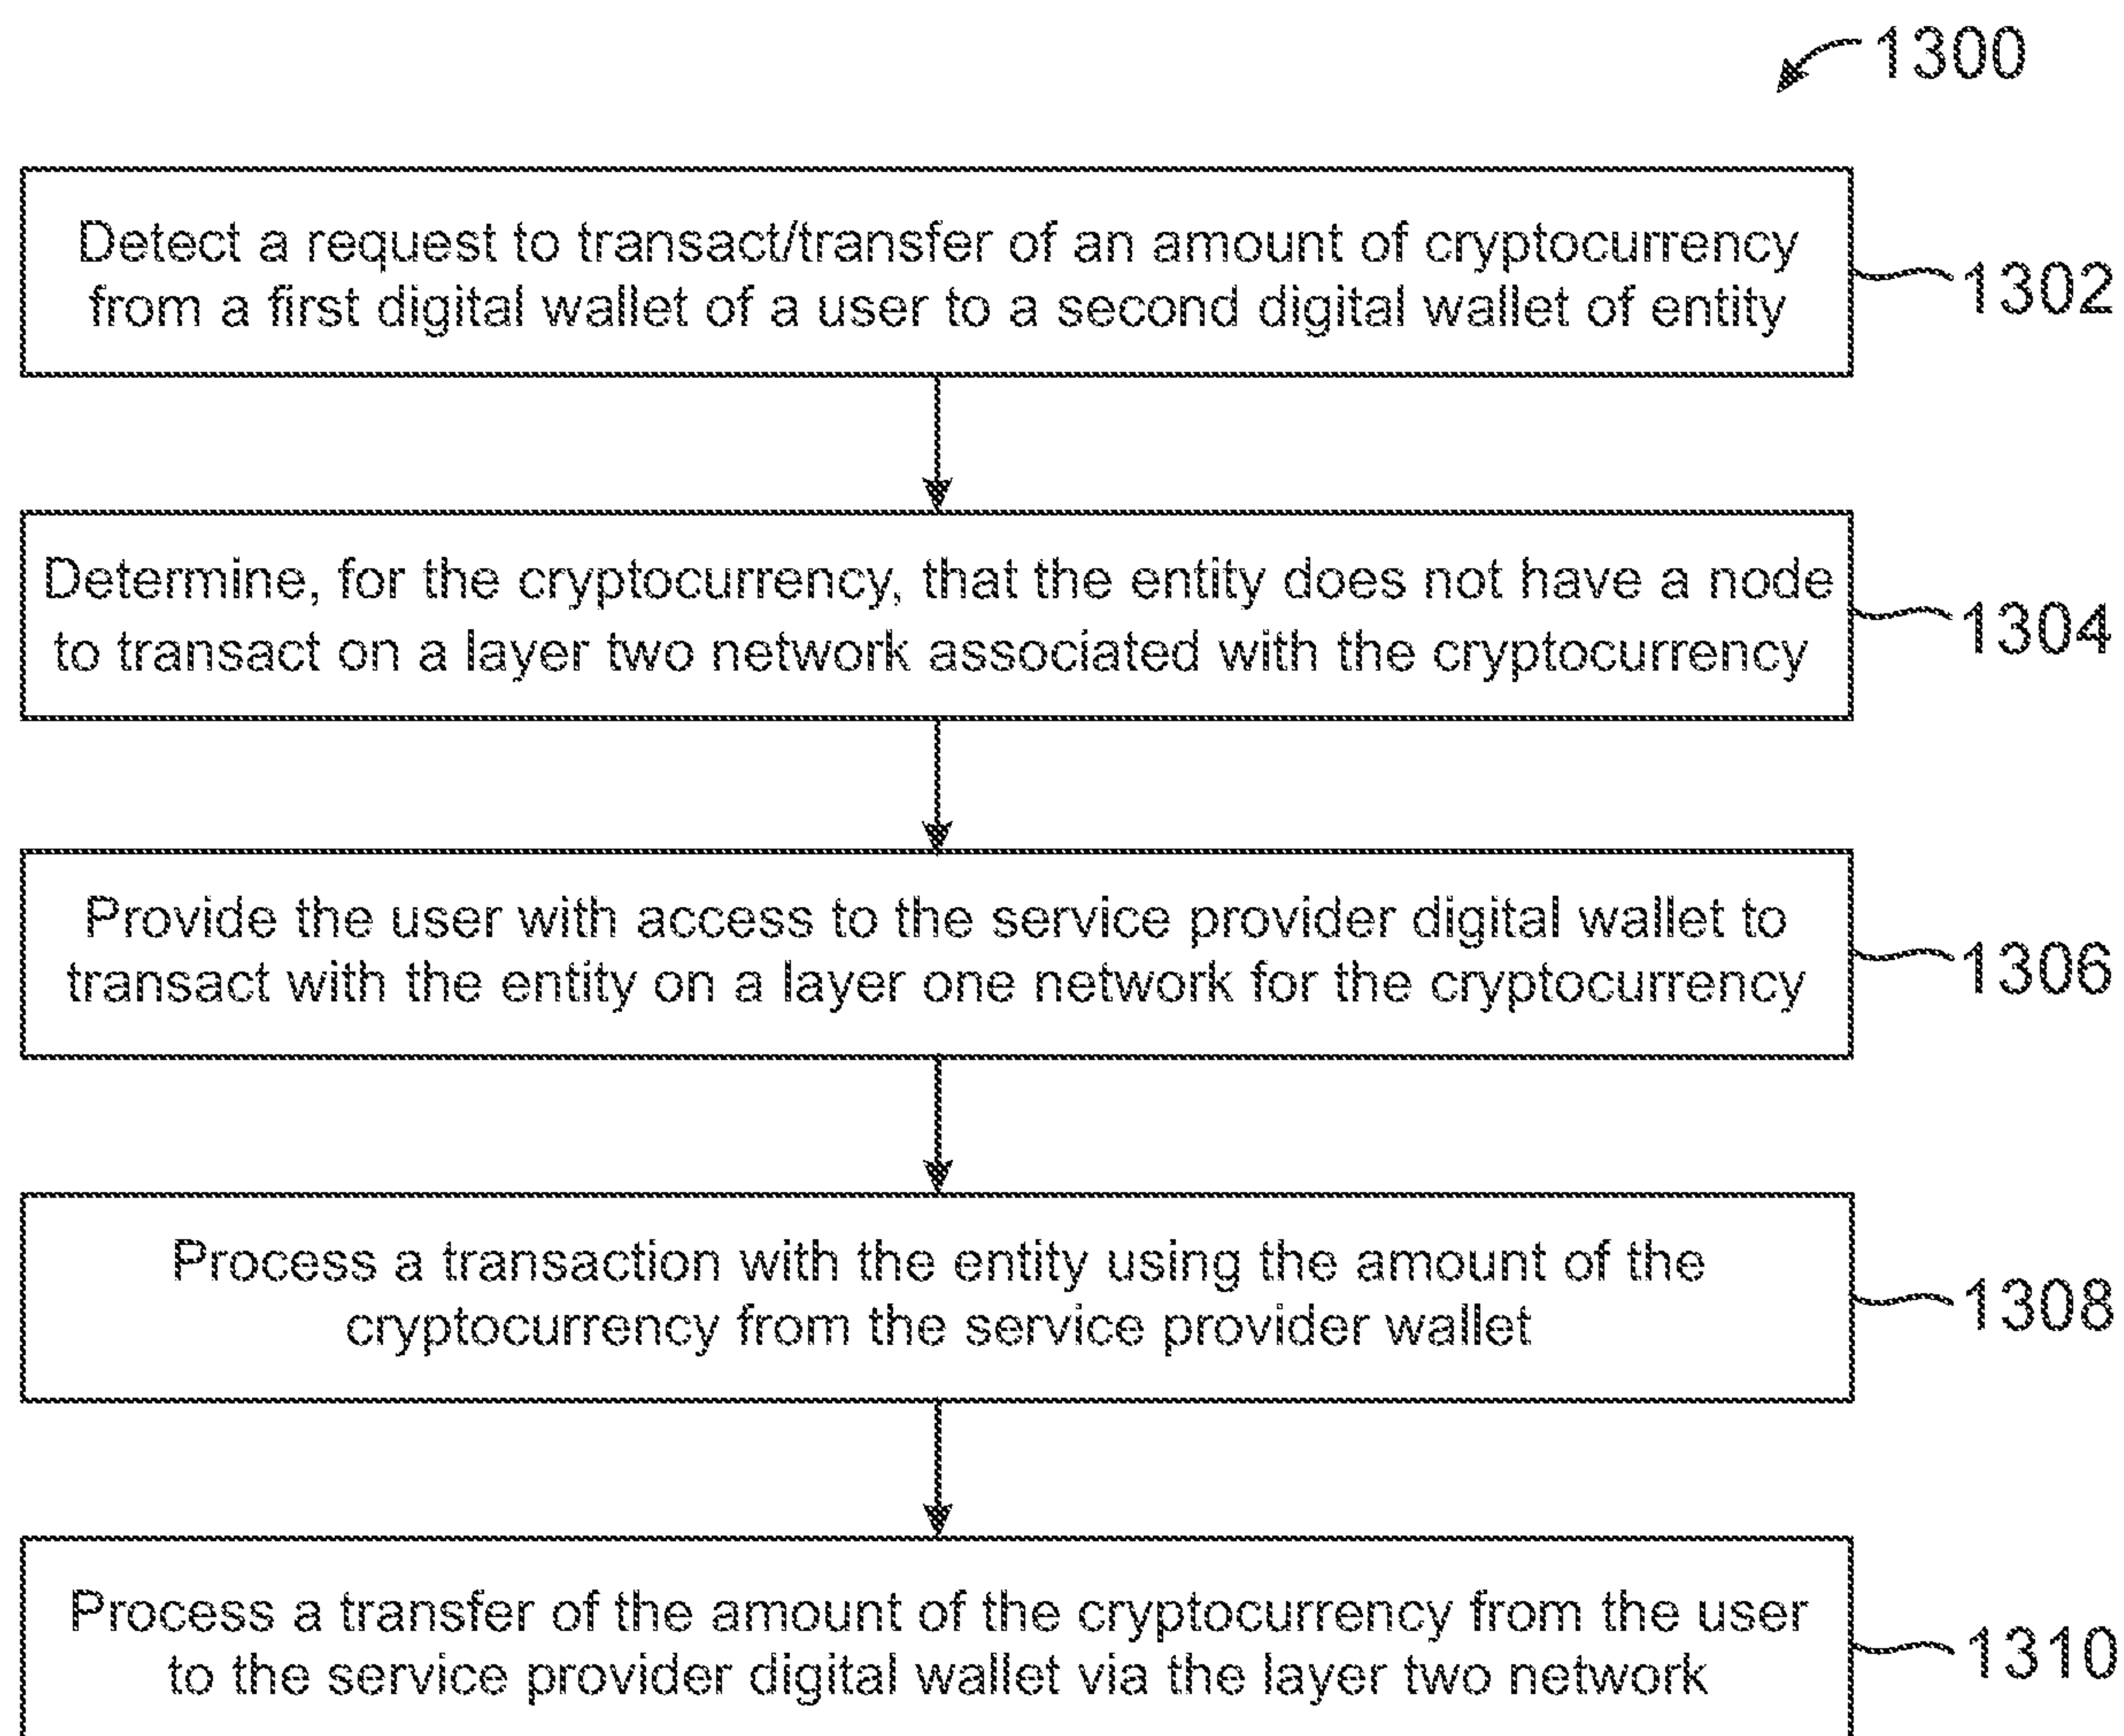 1300
Detect a request to transact/transfer of an amount of cryptocurrency
from a first digital wallet of a user to a second digital wallet of entity
1302
Determine, for the cryptocurrency, that the entity does not have a node
to transact on a layer two network associated with the cryptocurrency
1304
Provide the user with access to the service provider digital wallet to
transact with the entity on a layer one network for the cryptocurrency
1306
Process a transaction with the entity using the amount of the
cryptocurrency from the service provider wallet
1308
Process a transfer of the amount of the cryptocurrency from the user
to the service provider digital wallet via the layer two network
1310